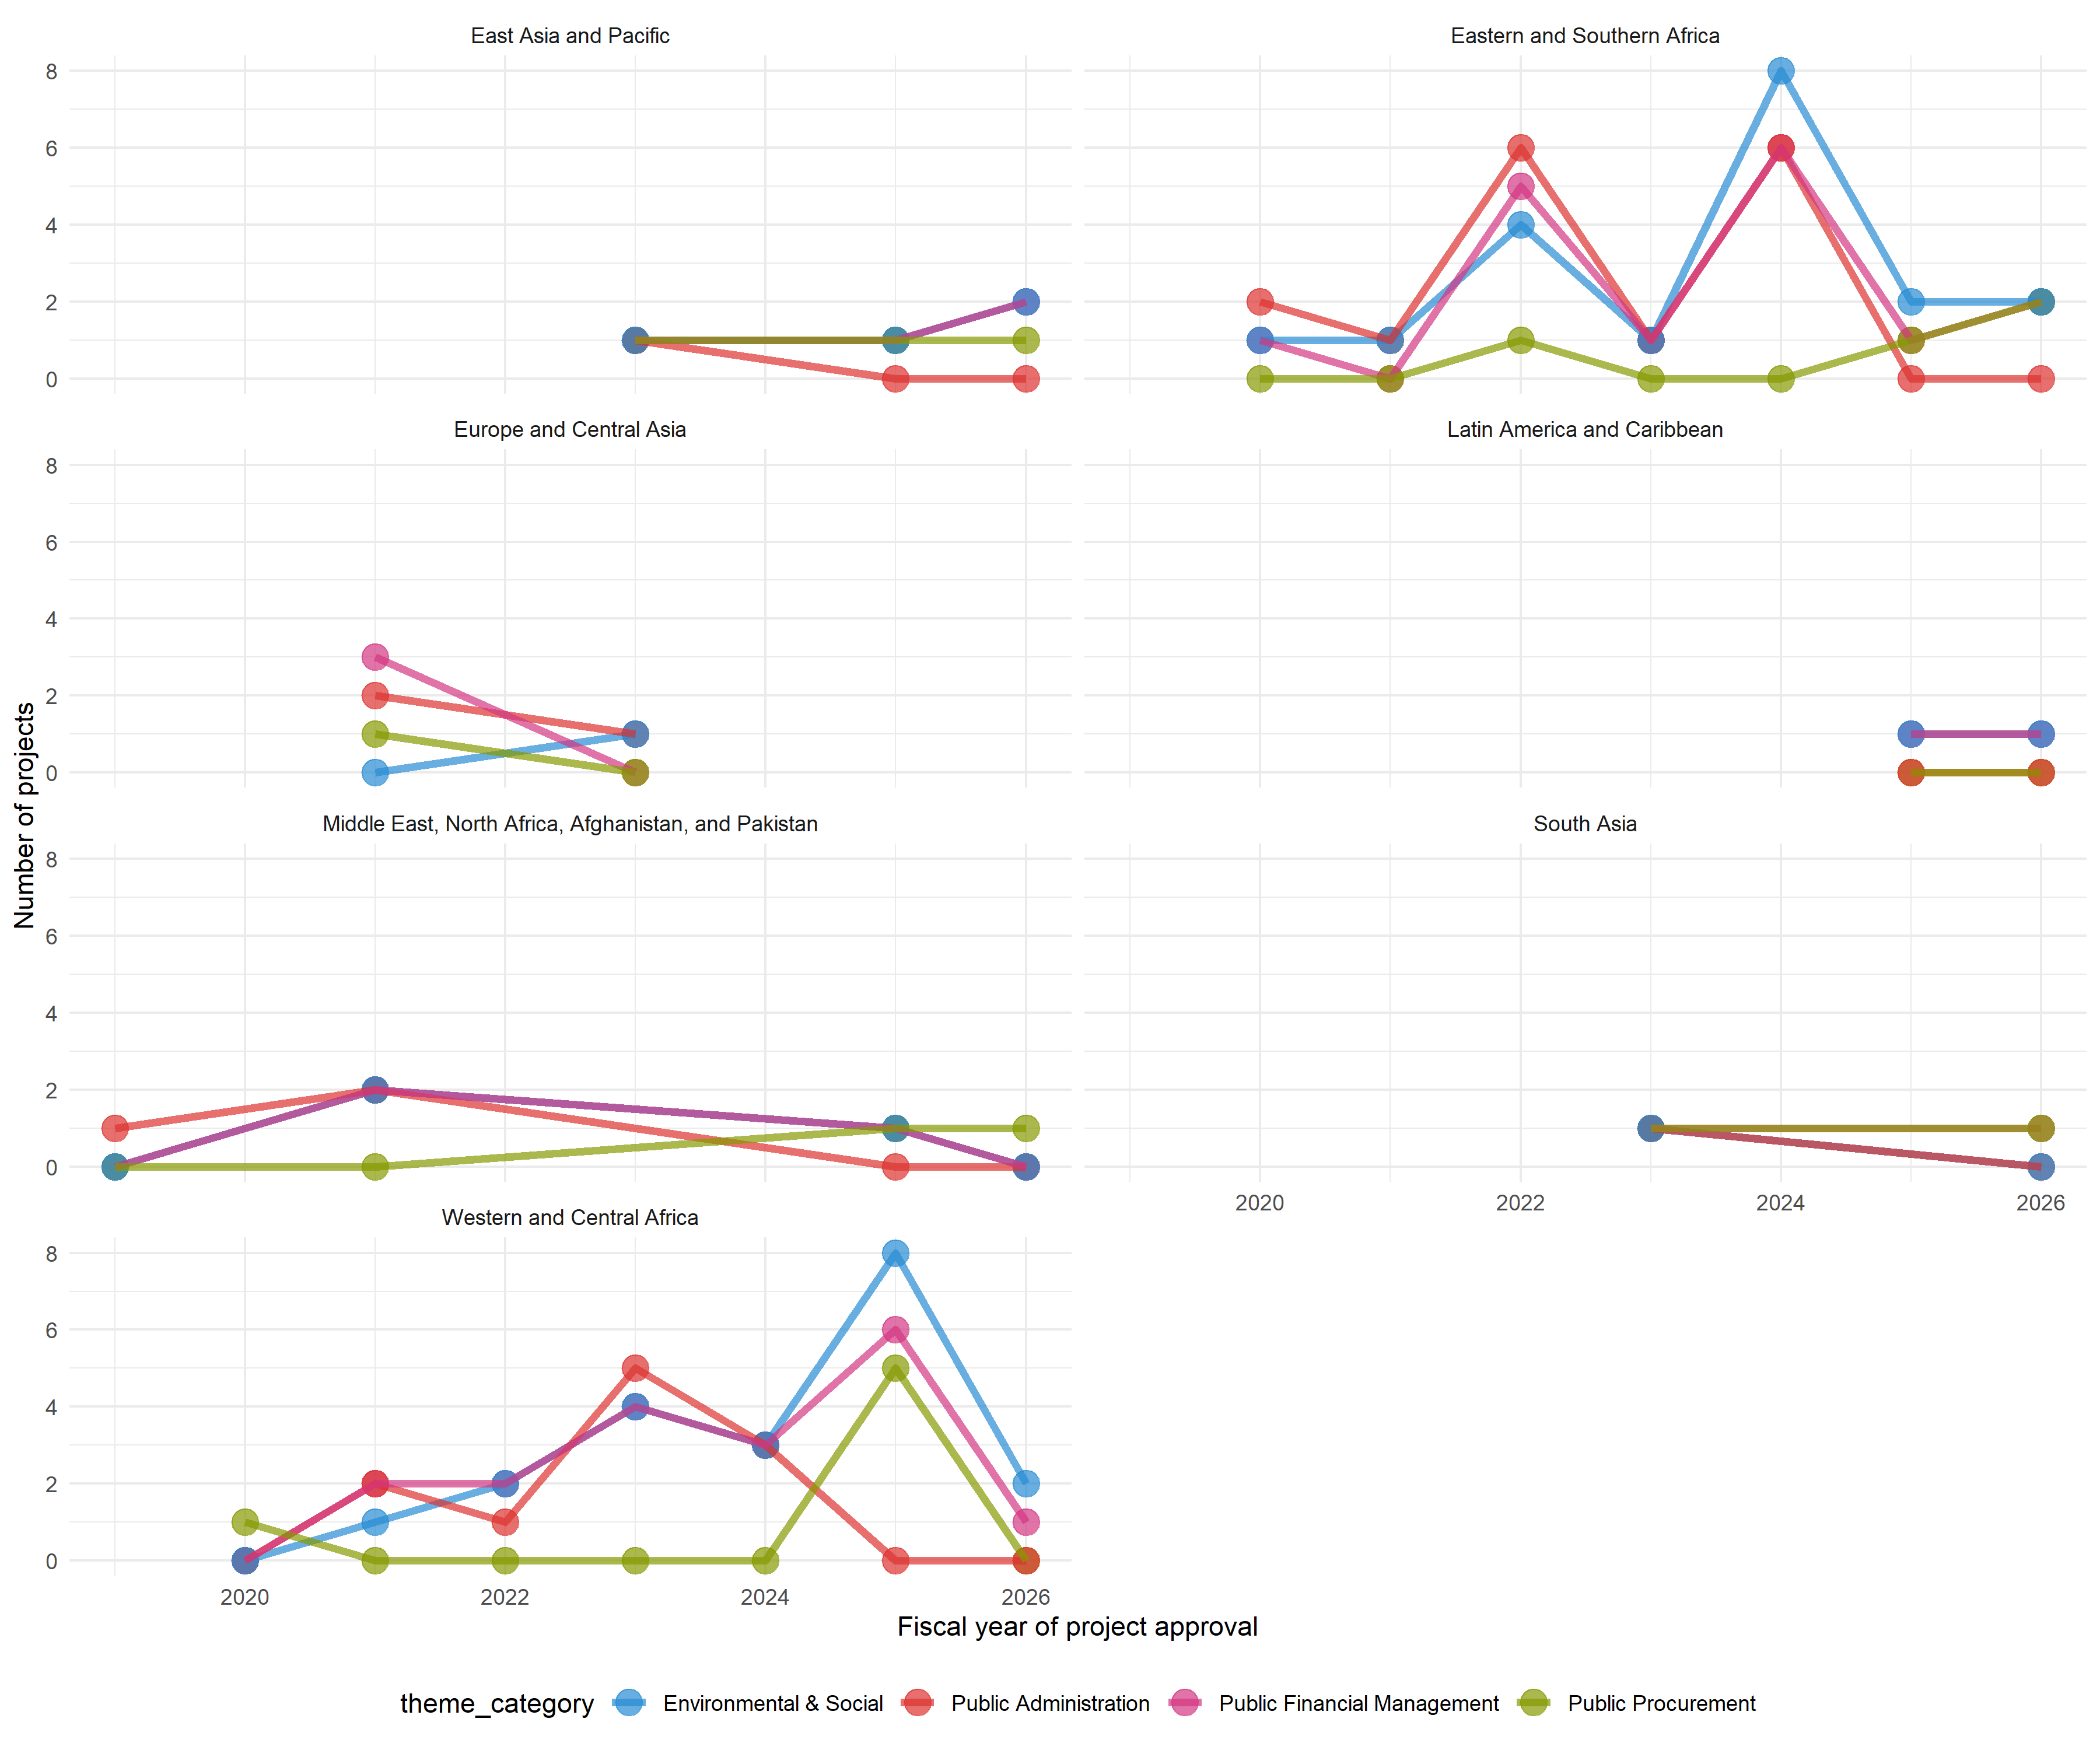 East Asia and Pacific
Eastern and Southern Africa
8
6
4
2
0
Europe and Central Asia
Latin America and Caribbean
8
6
4
2
0
Number of projects
Middle East, North Africa, Afghanistan, and Pakistan
South Asia
8
6
4
2
0
2020 2022 2024 2026
Western and Central Africa
8
6
4
2
0
2020 2022 2024 2026
Fiscal year of project approval
theme_category Environmental & Social Public Administration Public Financial Management Public Procurement